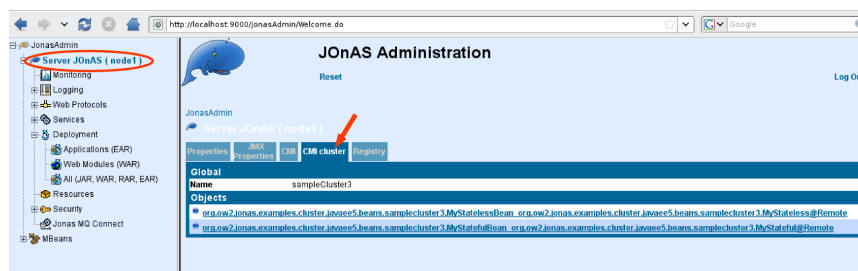 http://localhost:9000/jonasAdmin/Welcome.do
Google
JonasAdmin
Server JOnAS ( node1 )
Monitoring
Logging
Web Protocols
Services
Deployment
Applications (EAR)
Web Modules (WAR)
All (JAR, WAR, RAR, EAR)
Resources
Security
Jonas MQ Connect
MBeans
JOnAS Administration
Reset
Log Ou
JonasAdmin
Server JOnAS ( node1 )
Properties
JMX
Properties
CMI
CMI cluster
Registry
Global
Name sampleCluster3
Objects
org.ow2.jonas.examples.cluster.javaee5.beans.samplecluster3.MyStatelessBean_org.ow2.jonas.examples.cluster.javaee5.beans.samplecluster3.MyStateless@Remote
org.ow2.jonas.examples.cluster.javaee5.beans.samplecluster3.MyStatefulBean_org.ow2.jonas.examples.cluster.javaee5.beans.samplecluster3.MyStateful@Remote